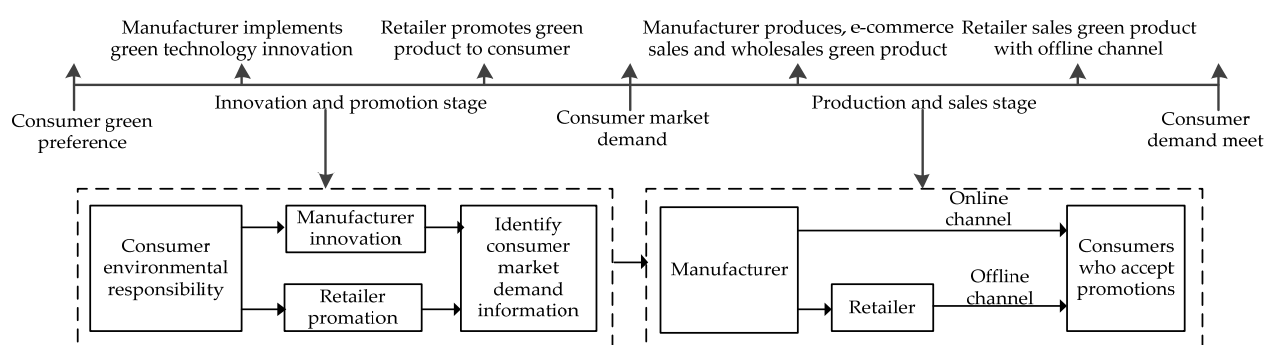 Manufacturer implements
green technology innovation
Retailer promotes green
product to consumer
Manufacturer produces, e-commerce
sales and wholesales green product
Retailer sales green product
with offline channel
Innovation and promotion stage
Production and sales stage
Consumer green
preference
Consumer market
demand
Consumer
demand meet
Consumer
environmental
responsibility
Manufacturer
innovation
Retailer
promation
Identify
consumer
market
demand
information
Manufacturer
Online
channel
Retailer
Offline
channel
Consumers
who accept
promotions